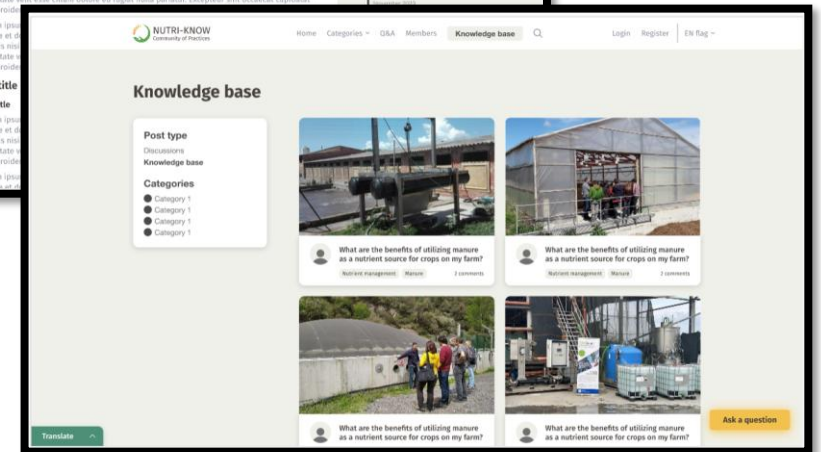 title
NUTRI-KNOW
Community of Practices
Home Categories Q&A Members Knowledge base
Login Register EN flag
Knowledge base
Post type
Discussions
Knowledge base
Categories
Category 1
Category 1
Category 1
Category 1
What are the benefits of utilizing manure
as a nutrient source for crops on my farm?
Nutrient management Manure 2 comments
What are the benefits of utilizing manure
as a nutrient source for crops on my farm?
Nutrient management Manure 2 comments
What are the benefits of utilizing manure
as a nutrient source for crops on my farm?
What are the benefits of utilizing manure
as a nutrient source for crops on my farm?
Ask a question
Translate